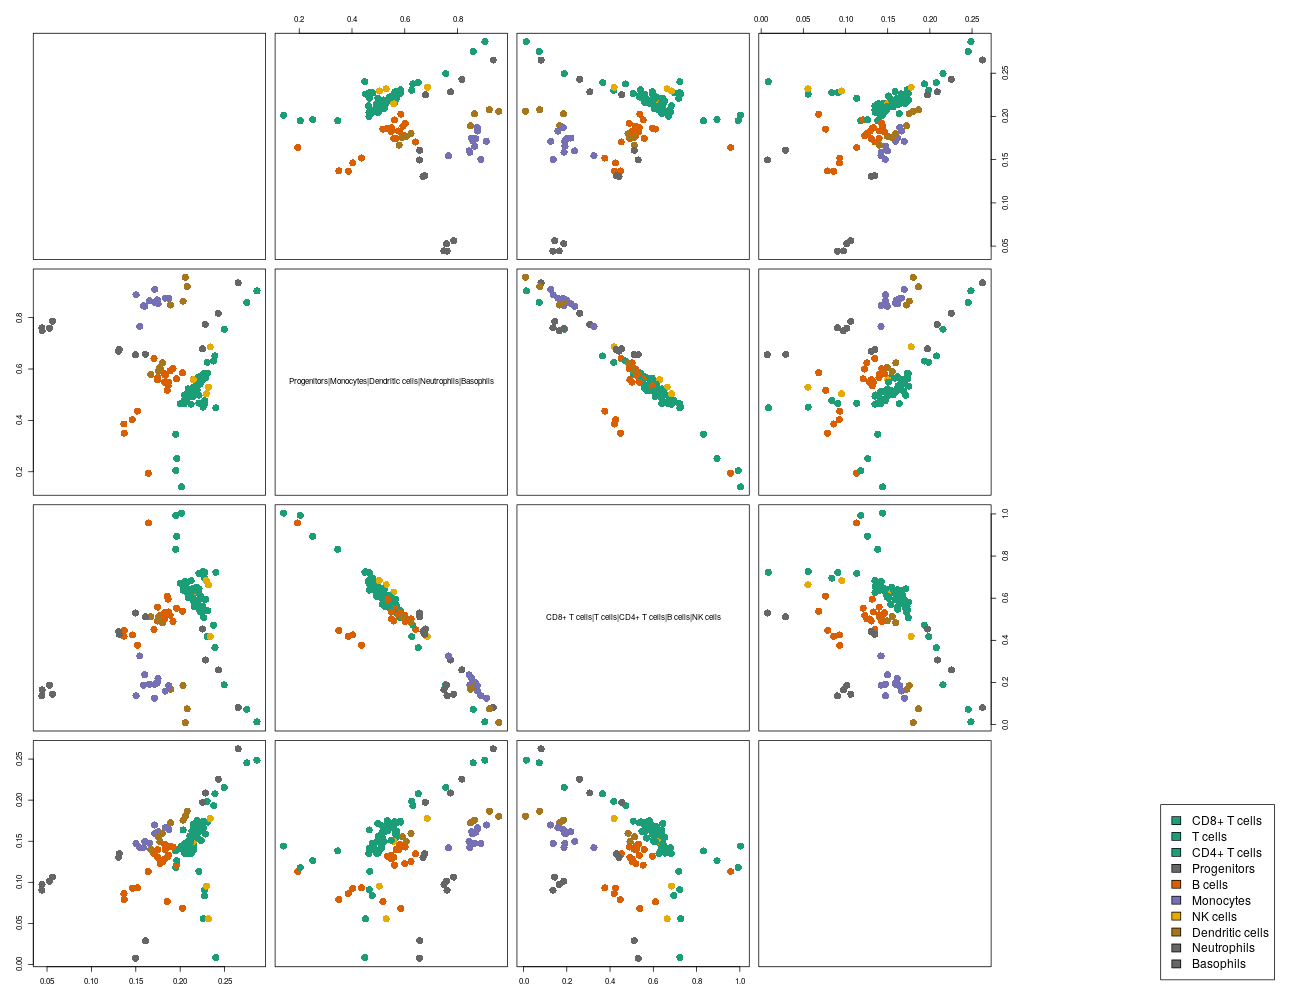 0.2 0.4 0.6 0.8
0.00 0.05 0.10 0.15 0.20 0.25
0.25
0.20
0.15
0.10
0.05
0.8
0.6
0.4
0.2
Progenitors|Monocytes|Dendritic cells|Neutrophils|Basophils
CD8+ T cells|T cells|CD4+ T cells|B cells|NK cells
1.0
0.8
0.6
0.4
0.2
0.0
0.25
0.20
0.15
0.10
0.05
0.00
0.05 0.10 0.15 0.20 0.25
0.0 0.2 0.4 0.6 0.8 1.0
CD8+ T cells
T cells
CD4+ T cells
Progenitors
B cells
Monocytes
NK cells
Dendritic cells
Neutrophils
Basophils